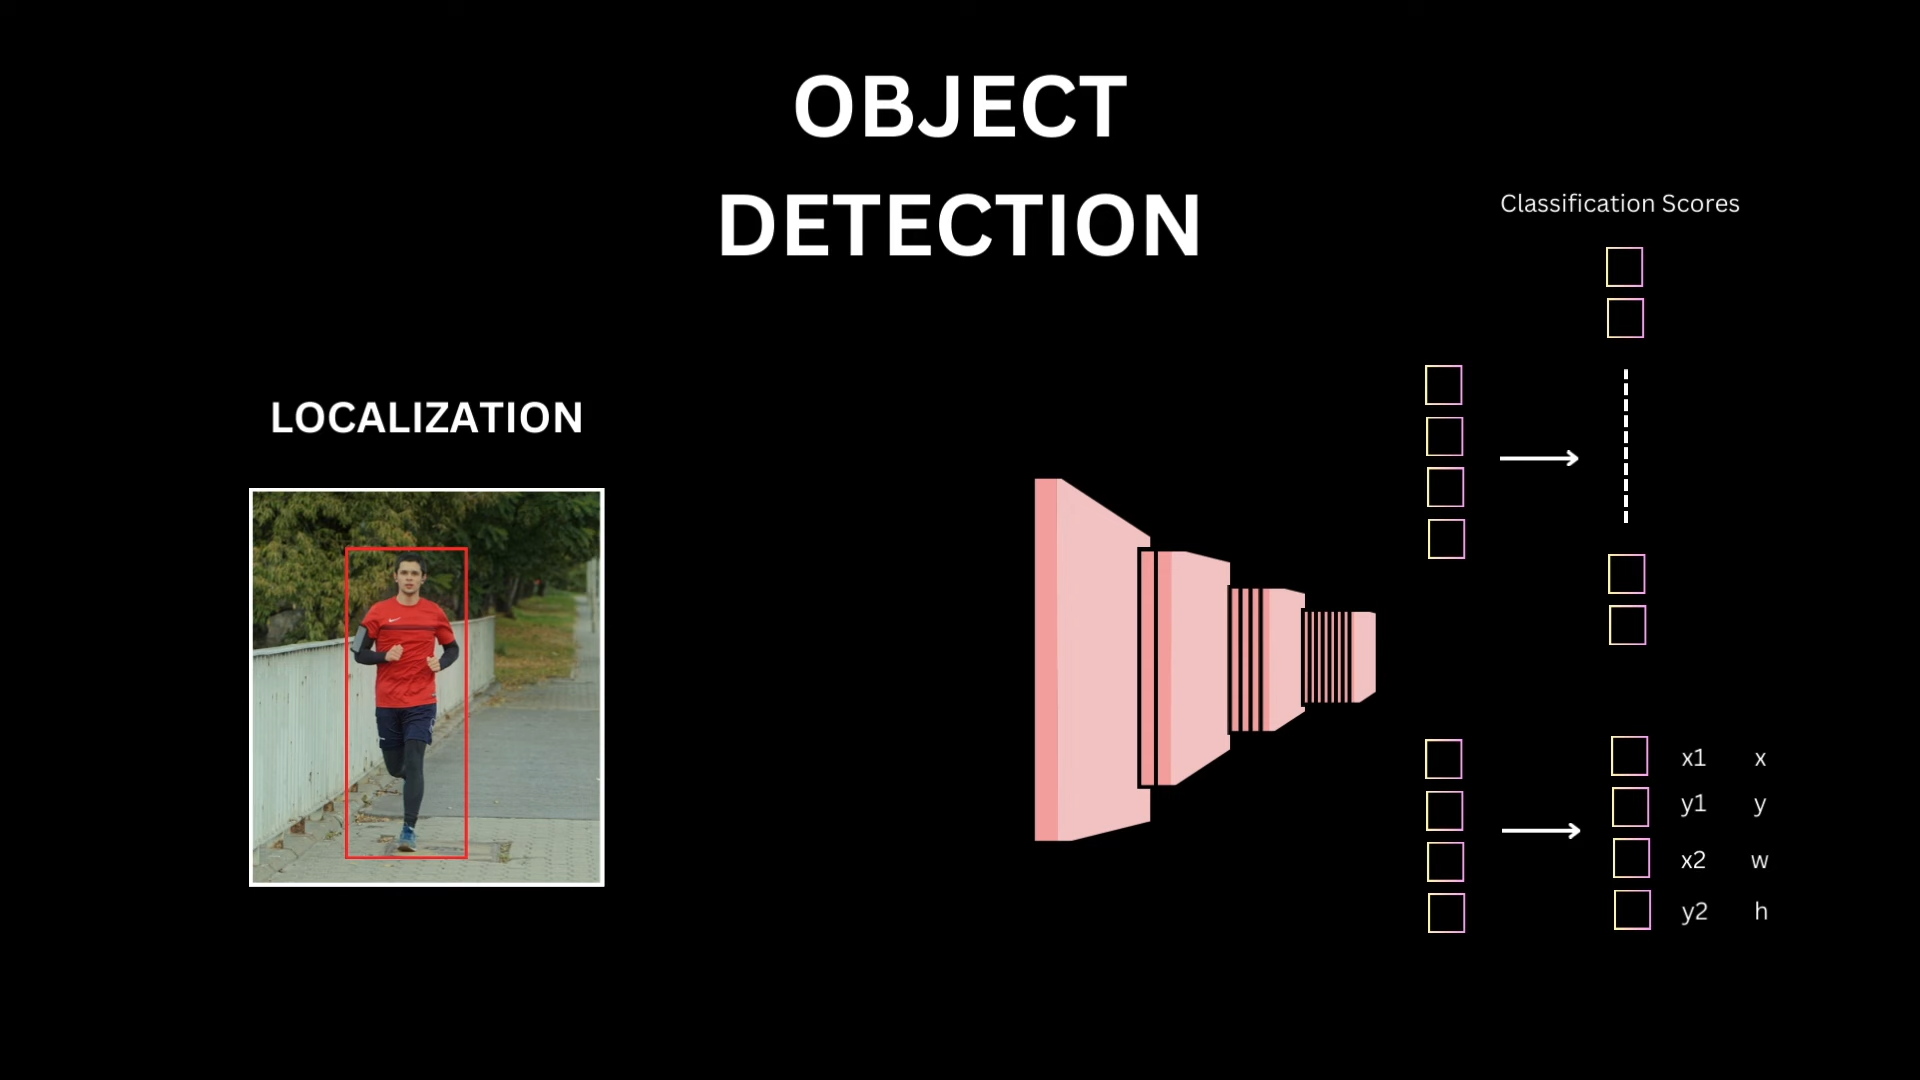 OBJECT
DETECTION
Classification Scores
LOCALIZATION
x1 x
y1 y
x2 w
y2 h